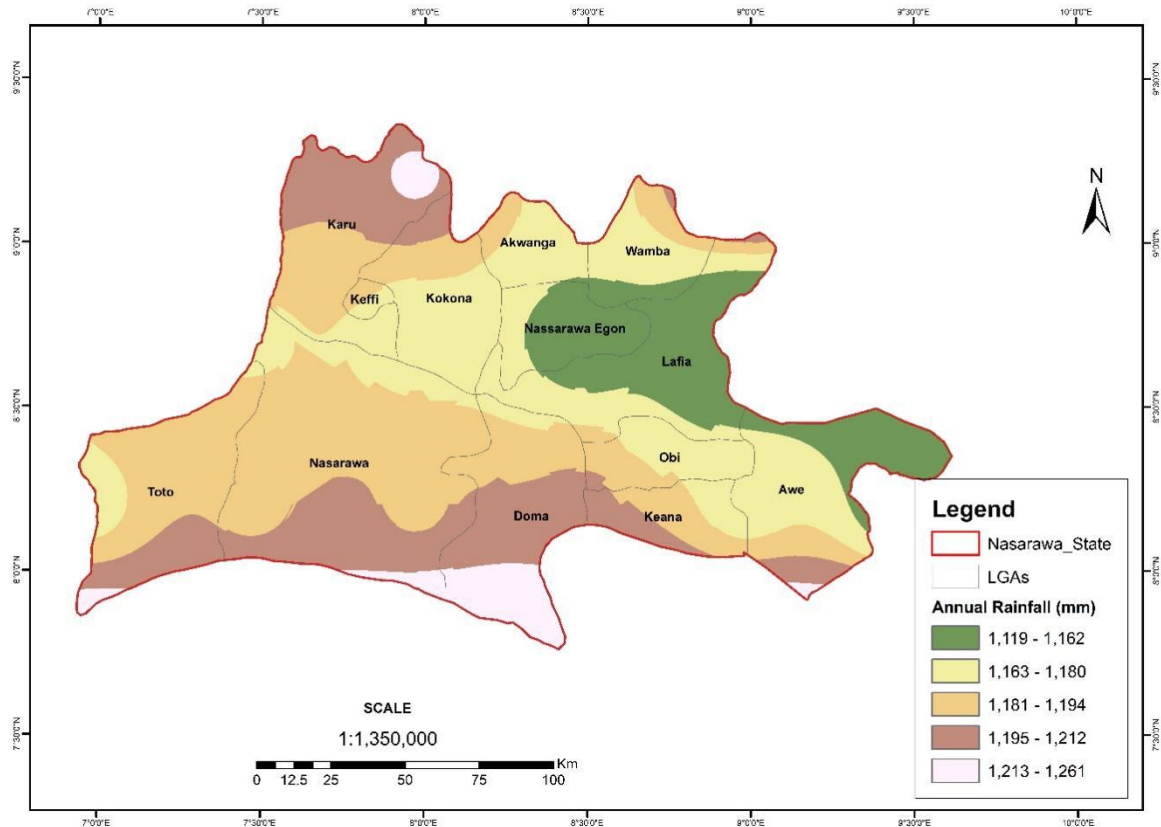 7°0'0"E 7°30'0"E 8°0'0"E 8°30'0"E 9°0'0"E 9°30'0"E 10°0'0"E
9°30'0"N 9°30'0"N
N
Karu
9°0'0"N 9°0'0"N
Akwanga
Wamba
Keffi
Kokona
Nassarawa Egon
Lafia
8°30'0"N 8°30'0"N
Obi
Nasarawa
Toto
Awe
Doma
Keana
8°0'0"N 8°0'0"N
Legend
Nasarawa_State
LGAs
Annual Rainfall (mm)
1,119 - 1,162
1,163 - 1,180
1,181 - 1,194
1,195 - 1,212
1,213 - 1,261
SCALE
1:1,350,000
Km
0 12.5 25 50 75 100
7°30'0"N 7°30'0"N
7°0'0"E 7°30'0"E 8°0'0"E 8°30'0"E 9°0'0"E 9°30'0"E 10°0'0"E